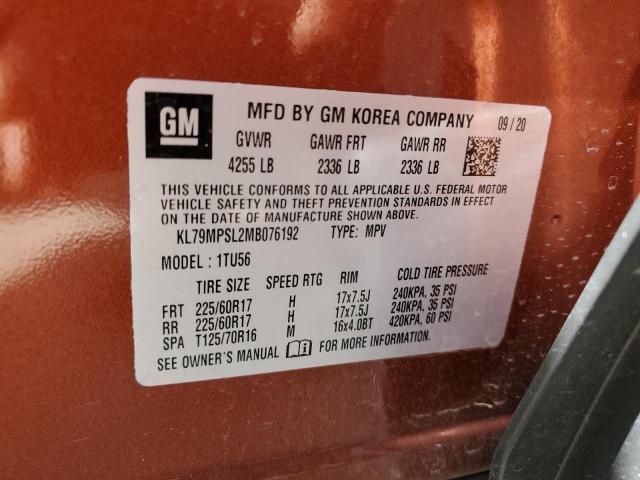 GM
MFD BY GM KOREA COMPANY 09/20
GVWR GAWR FRT GAWR RR
4255 LB 2336 LB 2336 LB
THIS VEHICLE CONFORMS TO ALL APPLICABLE U.S. FEDERAL MOTOR
VEHICLE SAFETY AND THEFT PREVENTION STANDARDS IN EFFECT
ON THE DATE OF MANUFACTURE SHOWN ABOVE.
KL79MPSL2MB076192 TYPE: MPV
MODEL : 1TU56
TIRE SIZE SPEED RTG RIM COLD TIRE PRESSURE
FRT 225/60R17 H 17x7.5J 240KPA, 35 PSI
RR 225/60R17 H 17x7.5J 240KPA, 35 PSI
SPA T125/70R16 M 16x4.0BT 420KPA, 60 PSI
SEE OWNER'S MANUAL FOR MORE INFORMATION.